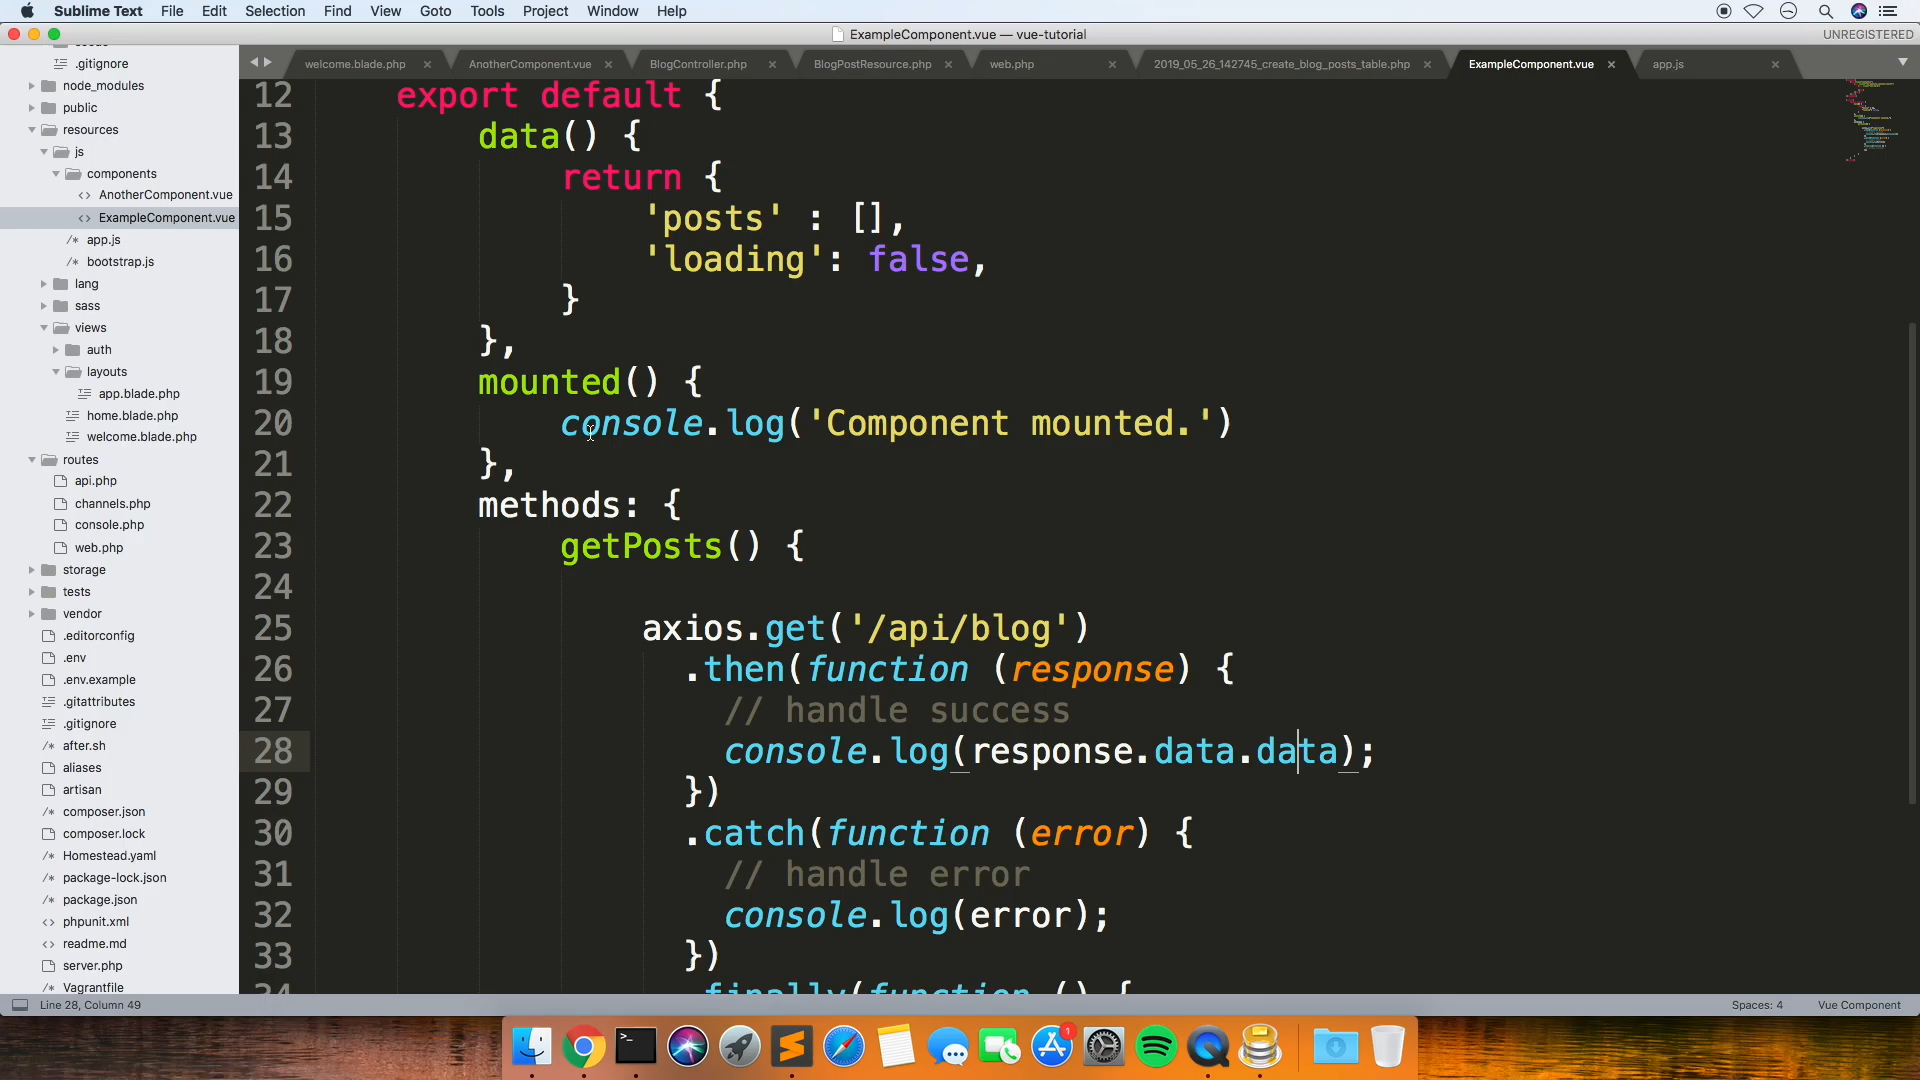 Sublime Text File Edit Selection Find View Goto Tools Project Window Help
ExampleComponent.vue — vue-tutorial
UNREGISTERED
welcome.blade.php
AnotherComponent.vue
BlogController.php
BlogPostResource.php
web.php
2019_05_26_142745_create_blog_posts_table.php
ExampleComponent.vue
app.js
.gitignore
node_modules
public
resources
js
components
AnotherComponent.vue
ExampleComponent.vue
app.js
bootstrap.js
lang
sass
views
auth
layouts
app.blade.php
home.blade.php
welcome.blade.php
routes
api.php
channels.php
console.php
web.php
storage
tests
vendor
.editorconfig
.env
.env.example
.gitattributes
.gitignore
after.sh
aliases
artisan
composer.json
composer.lock
Homestead.yaml
package-lock.json
package.json
phpunit.xml
readme.md
server.php
Vagrantfile
12 export default {
13 data() {
14 return {
15 'posts' : [],
16 'loading': false,
17 }
18 },
19 mounted() {
20 console.log('Component mounted.')
21 },
22 methods: {
23 getPosts() {
24
25 axios.get('/api/blog')
26 .then(function (response) {
27 // handle success
28 console.log(response.data.data);
29 })
30 .catch(function (error) {
31 // handle error
32 console.log(error);
33 })
34 .finally(function () {
Line 28, Column 49
Spaces: 4
Vue Component
1